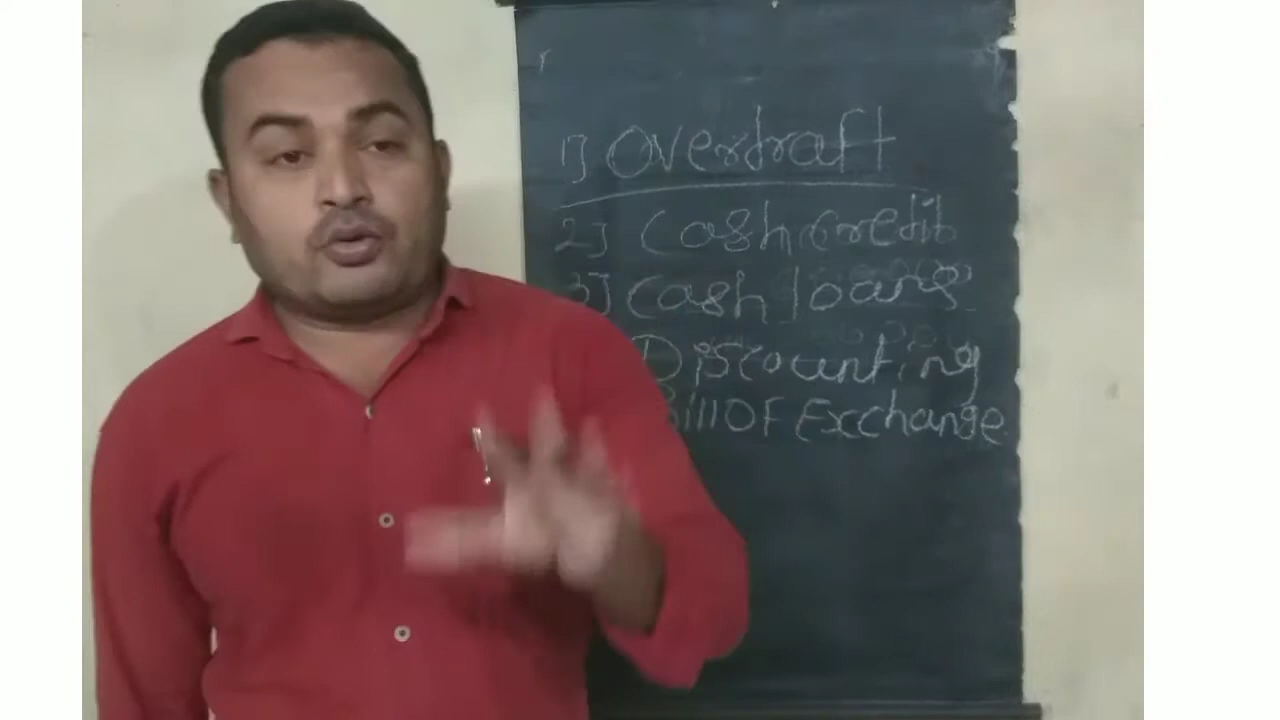 1] Overdraft
2] Cash credit
3] Cash loans
Discounting
Bill OF Exchange